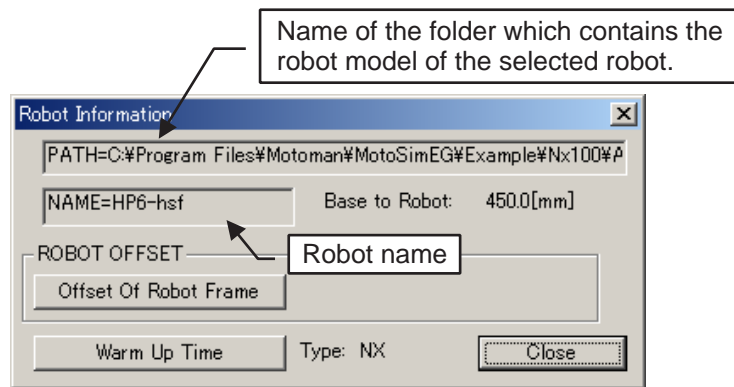 Name of the folder which contains the
robot model of the selected robot.
Robot Information
PATH=C:¥Program Files¥Motoman¥MotoSimEG¥Example¥Nx100¥A
NAME=HP6-hsf
Base to Robot: 450.0[mm]
Robot name
ROBOT OFFSET
Offset Of Robot Frame
Warm Up Time
Type: NX
Close